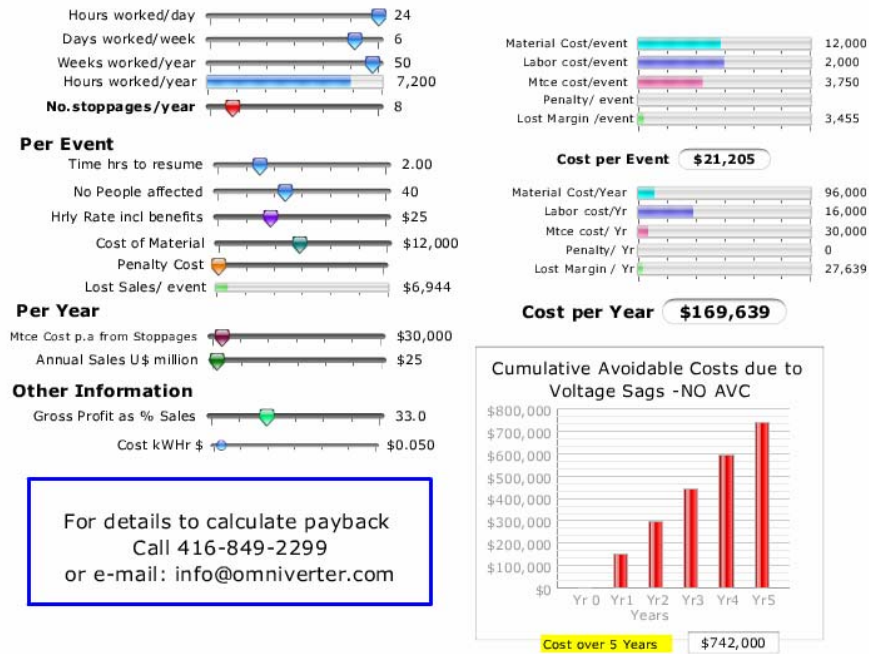 Hours worked/day 24
Days worked/week 6
Weeks worked/year 50
Hours worked/year 7,200
No.stoppages/year 8
Per Event
Time hrs to resume 2.00
No People affected 40
Hrly Rate incl benefits $25
Cost of Material $12,000
Penalty Cost
Lost Sales/ event $6,944
Per Year
Mtce Cost p.a from Stoppages $30,000
Annual Sales U$ million $25
Other Information
Gross Profit as % Sales 33.0
Cost kWHr $ $0.050
For details to calculate payback
Call 416-849-2299
or e-mail: info@omniverter.com
Material Cost/event 12,000
Labor cost/event 2,000
Mtce cost/event 3,750
Penalty/ event
Lost Margin /event 3,455
Cost per Event $21,205
Material Cost/Year 96,000
Labor cost/Yr 16,000
Mtce cost/ Yr 30,000
Penalty/ Yr 0
Lost Margin / Yr 27,639
Cost per Year $169,639
Cumulative Avoidable Costs due to
Voltage Sags -NO AVC
$800,000
$700,000
$600,000
$500,000
$400,000
$300,000
$200,000
$100,000
$0
Yr 0 Yr1 Yr2 Yr3 Yr4 Yr5
Years
Cost over 5 Years $742,000